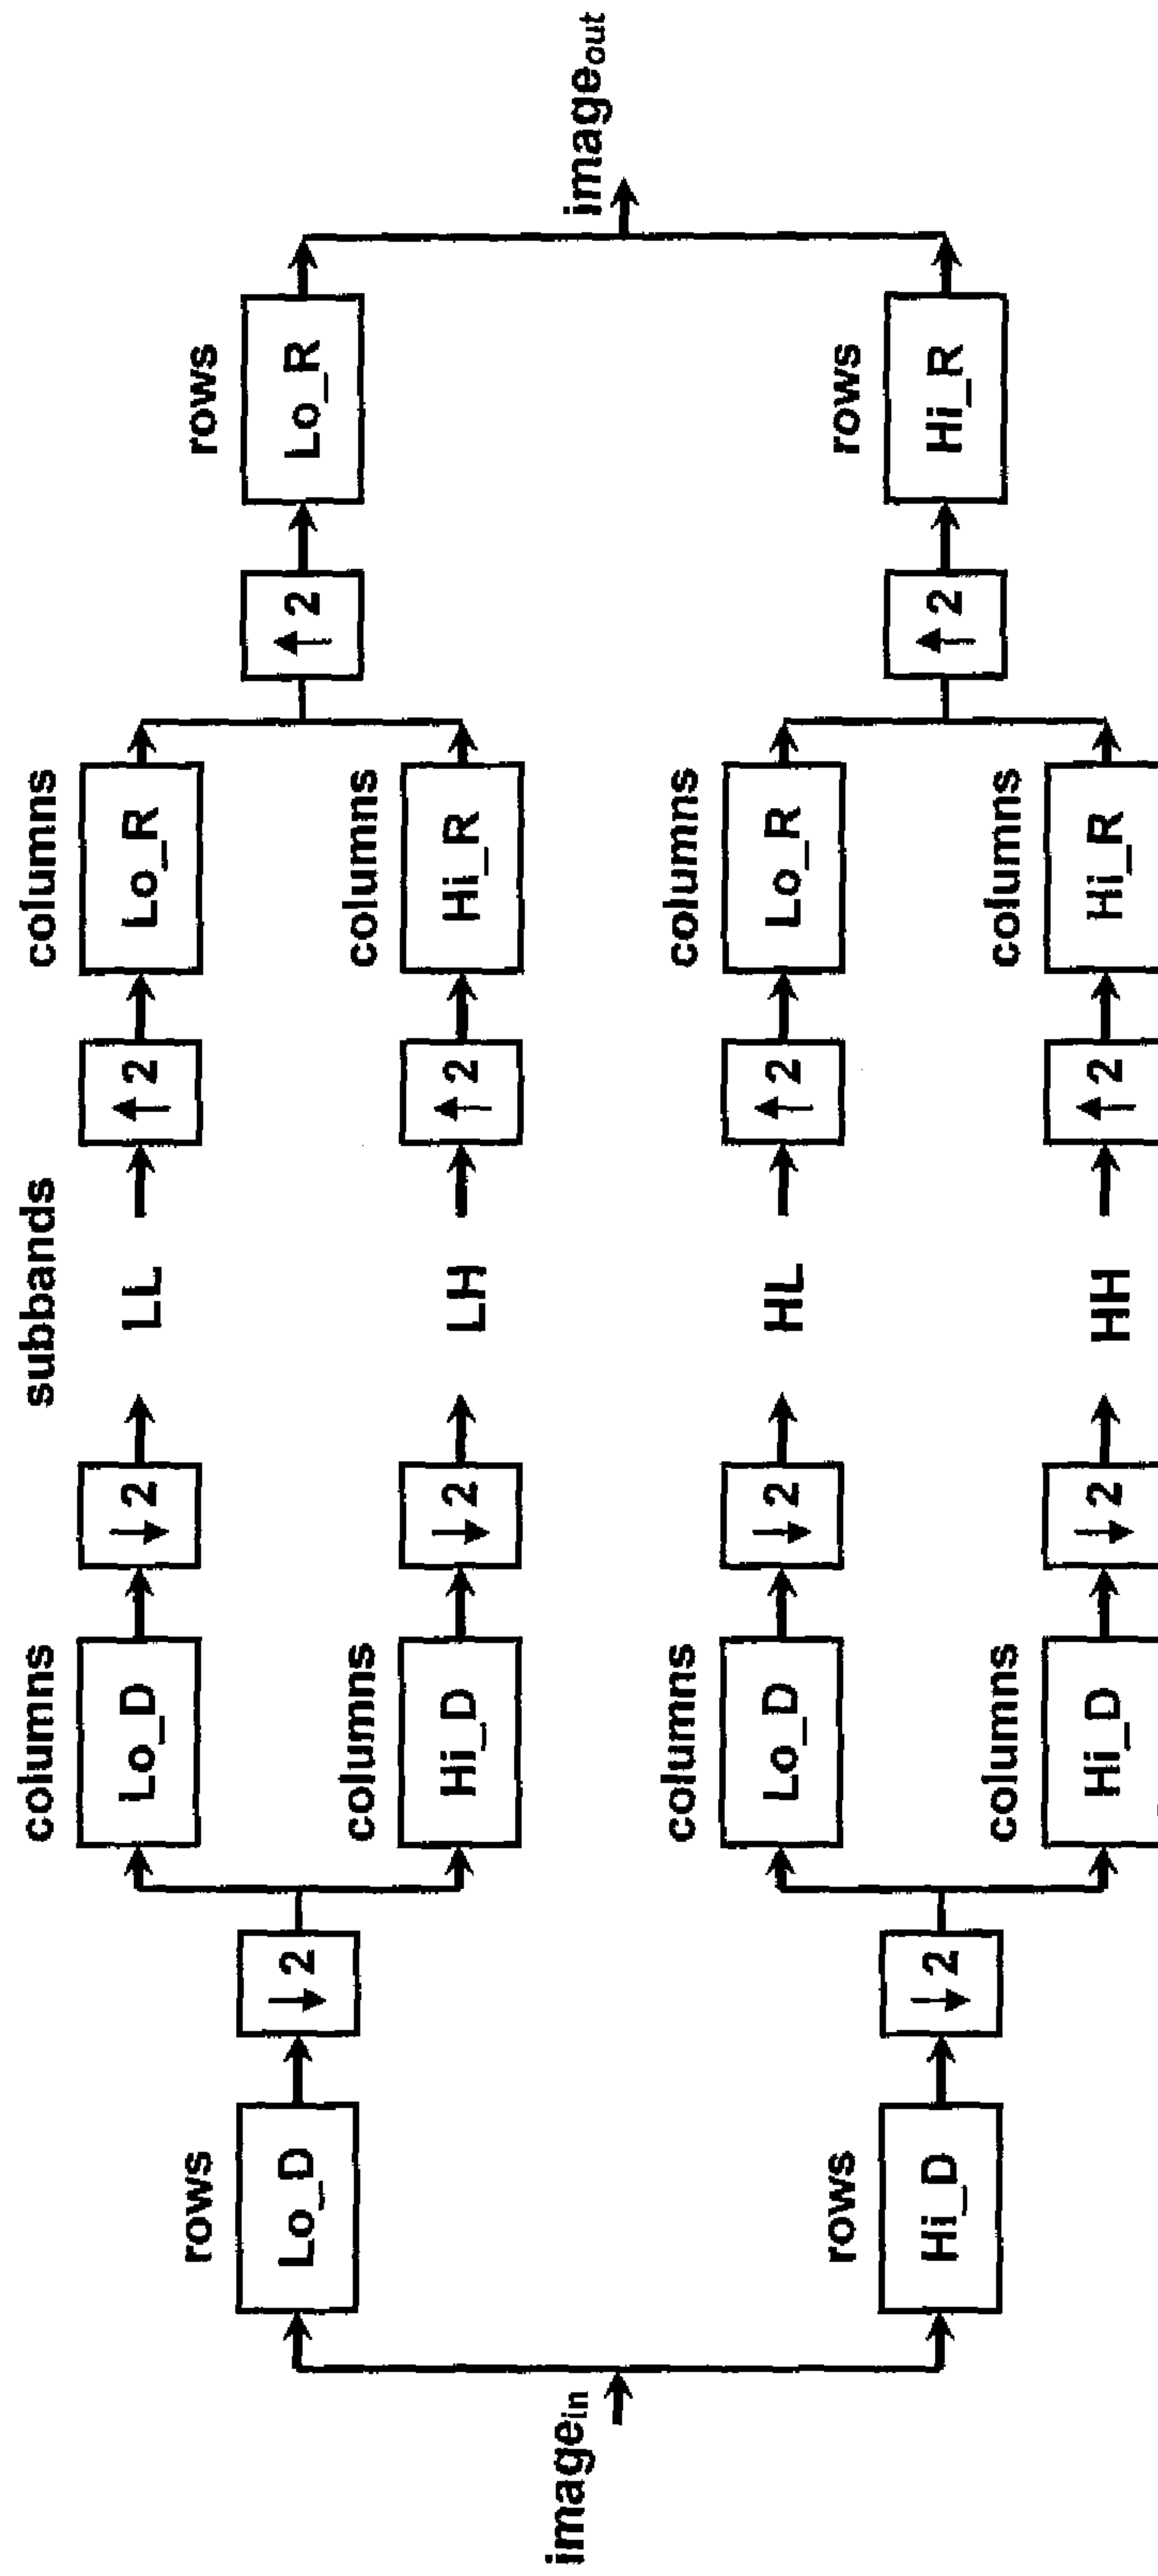 subbands
columns
Lo_D
↓2
LL
↑2
columns
Lo_R
rows
Lo_D
↓2
↑2
rows
Lo_R
columns
Hi_D
↓2
LH
↑2
columns
Hi_R
image_in
image_out
columns
Lo_D
↓2
HL
↑2
columns
Lo_R
rows
Hi_D
↓2
↑2
rows
Hi_R
columns
Hi_D
↓2
HH
↑2
columns
Hi_R